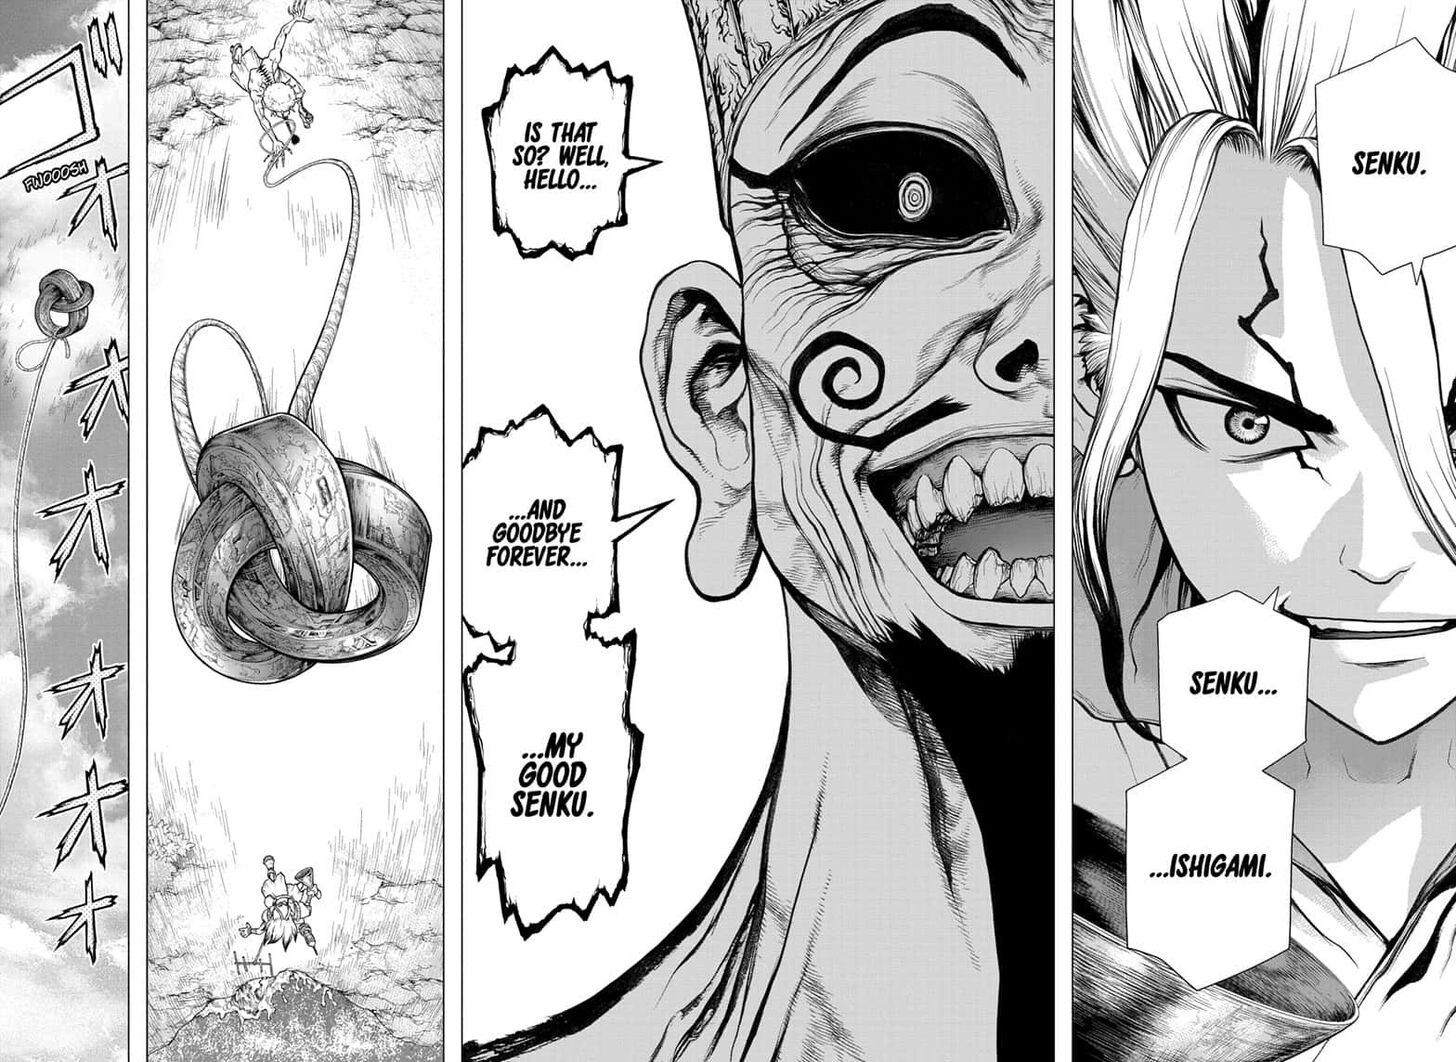 SENKU.
SENKU...
...ISHIGAMI.
IS THAT
SO? WELL,
HELLO...
...AND
GOODBYE
FOREVER...
...MY
GOOD
SENKU.
ゴオオオオオオ
FWOOOSH